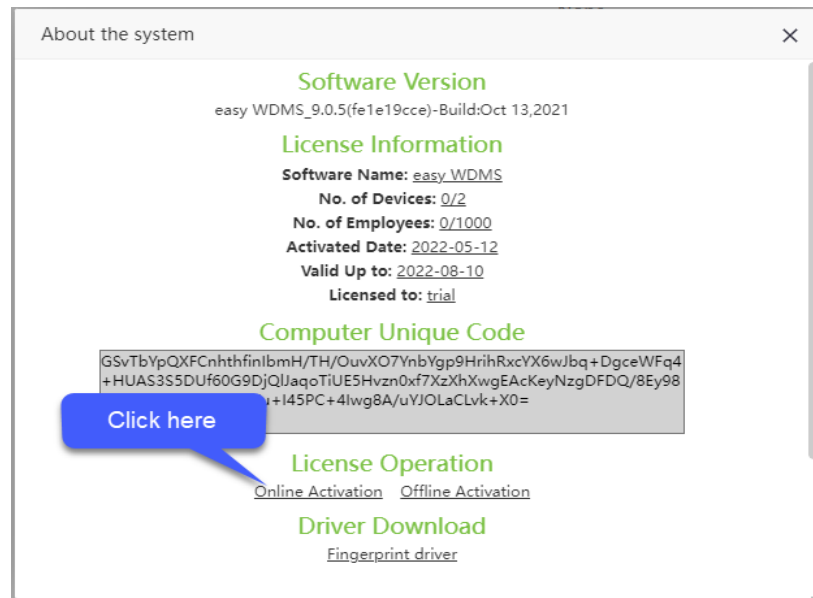 About the system
Software Version
easy WDMS_9.0.5(fe1e19cce)-Build:Oct 13,2021
License Information
Software Name: easy WDMS
No. of Devices: 0/2
No. of Employees: 0/1000
Activated Date: 2022-05-12
Valid Up to: 2022-08-10
Licensed to: trial
Computer Unique Code
GSvTbYpQXFCnhthfinIbmH/TH/OuvXO7YnbYgp9HrihRxcYX6wJbq+DgceWFq4
+HUAS3S5DUf60G9DjQlJaqoTiUE5Hvzn0xf7XzXhXwgEAcKeyNzgDFDQ/8Ey98
u+I45PC+4Iwg8A/uYJOLaCLvk+X0=
Click here
License Operation
Online Activation Offline Activation
Driver Download
Fingerprint driver